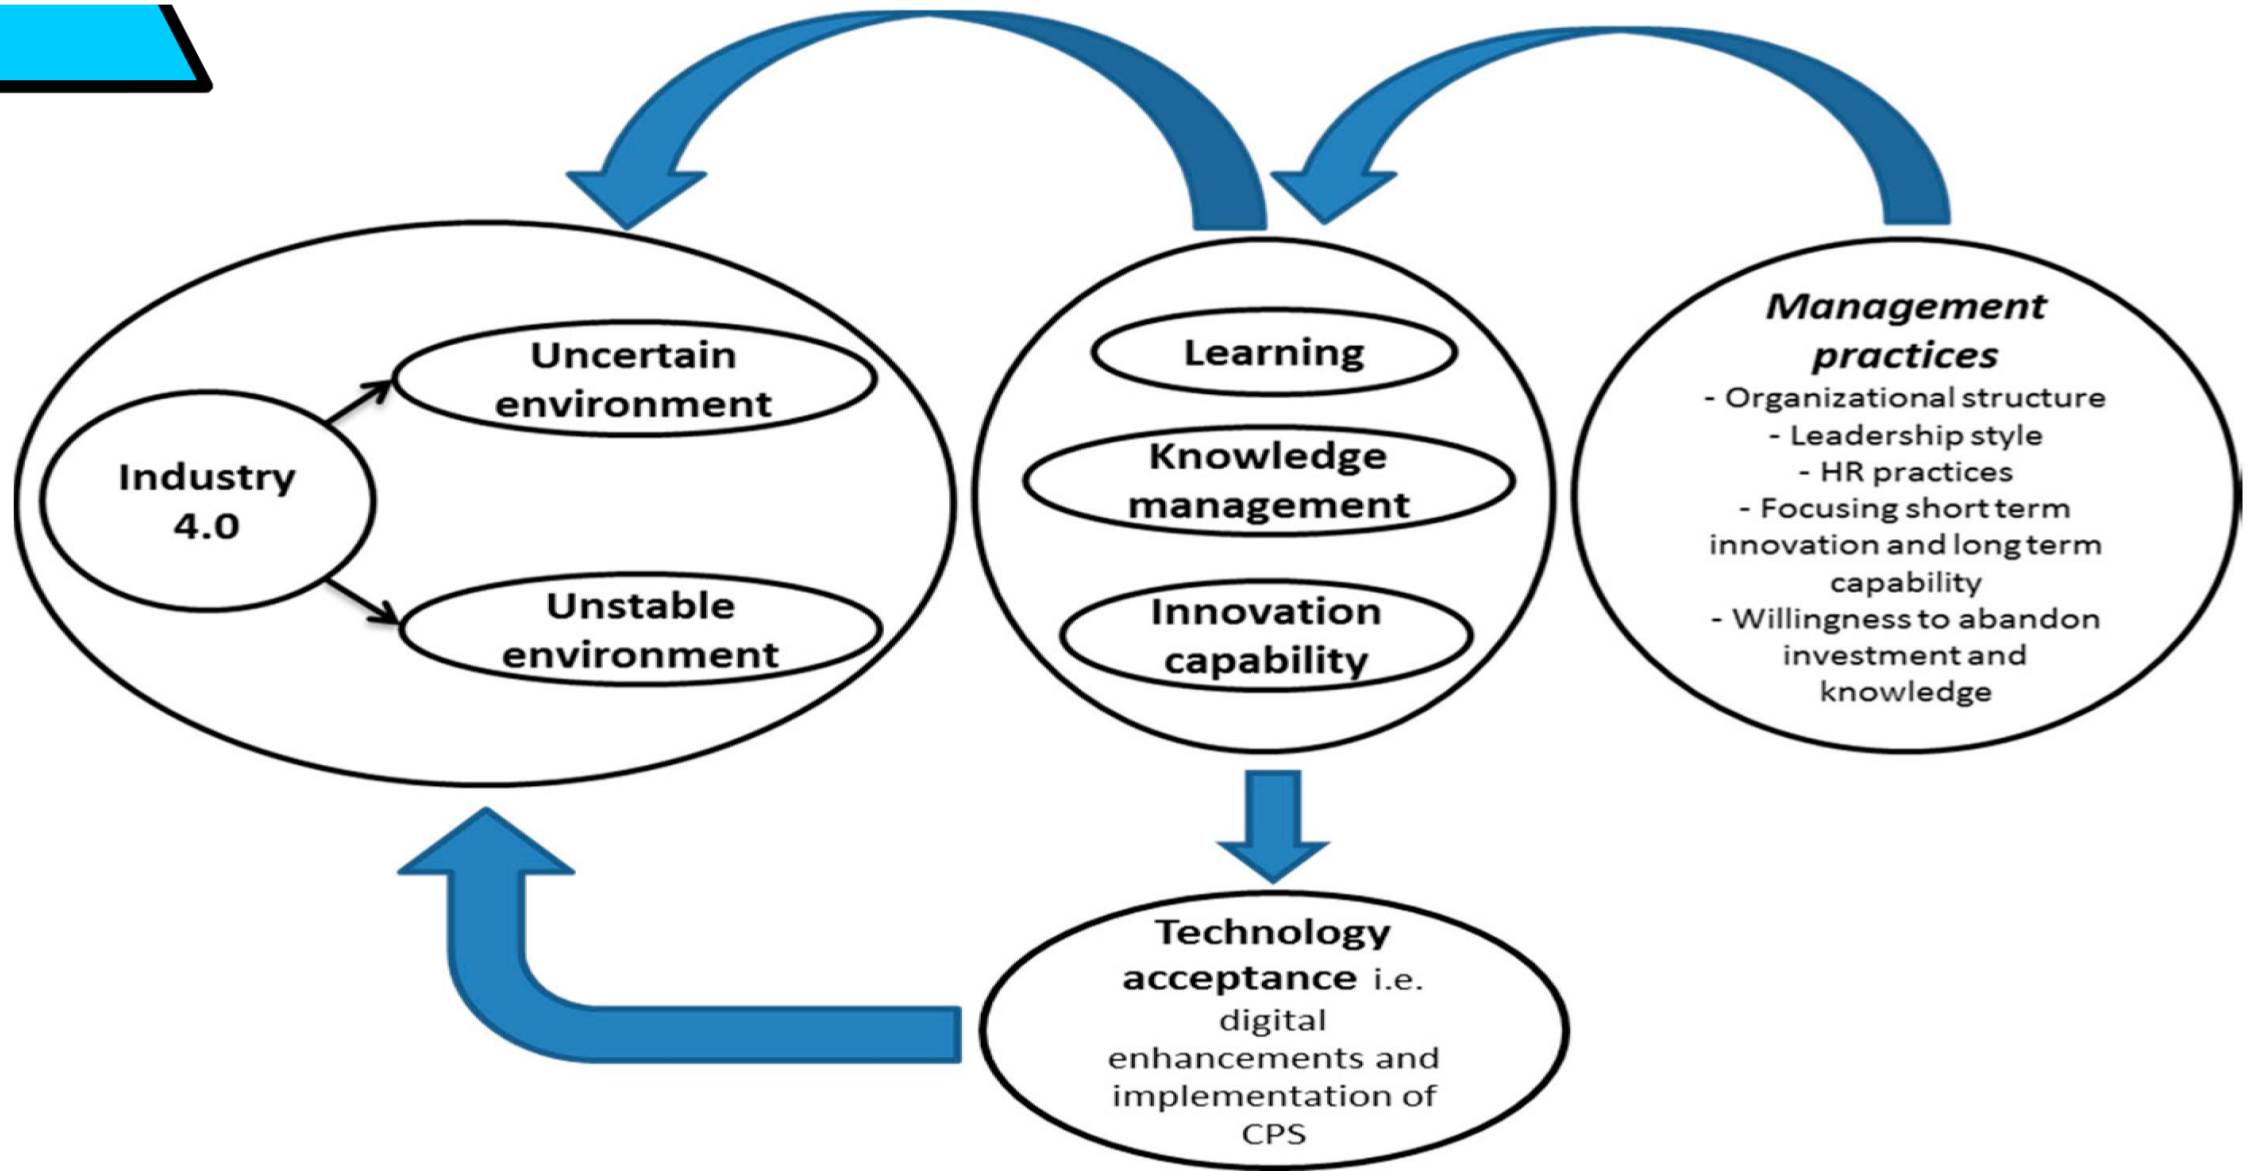 Industry
4.0
Uncertain
environment
Unstable
environment
Learning
Knowledge
management
Innovation
capability
Management
practices
- Organizational structure
- Leadership style
- HR practices
- Focusing short term
innovation and long term
capability
- Willingness to abandon
investment and
knowledge
Technology
acceptance i.e.
digital
enhancements and
implementation of
CPS